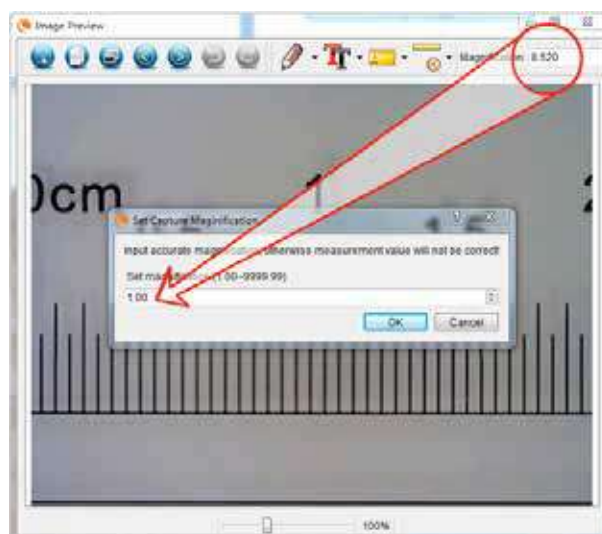 Image Preview
Magnification 8.520
0cm 1 2
Set Capture Magnification
Input accurate magnification, otherwise measurement value will not be correct!
Set magnification (1.00~9999.99)
1.00
OK Cancel
100%